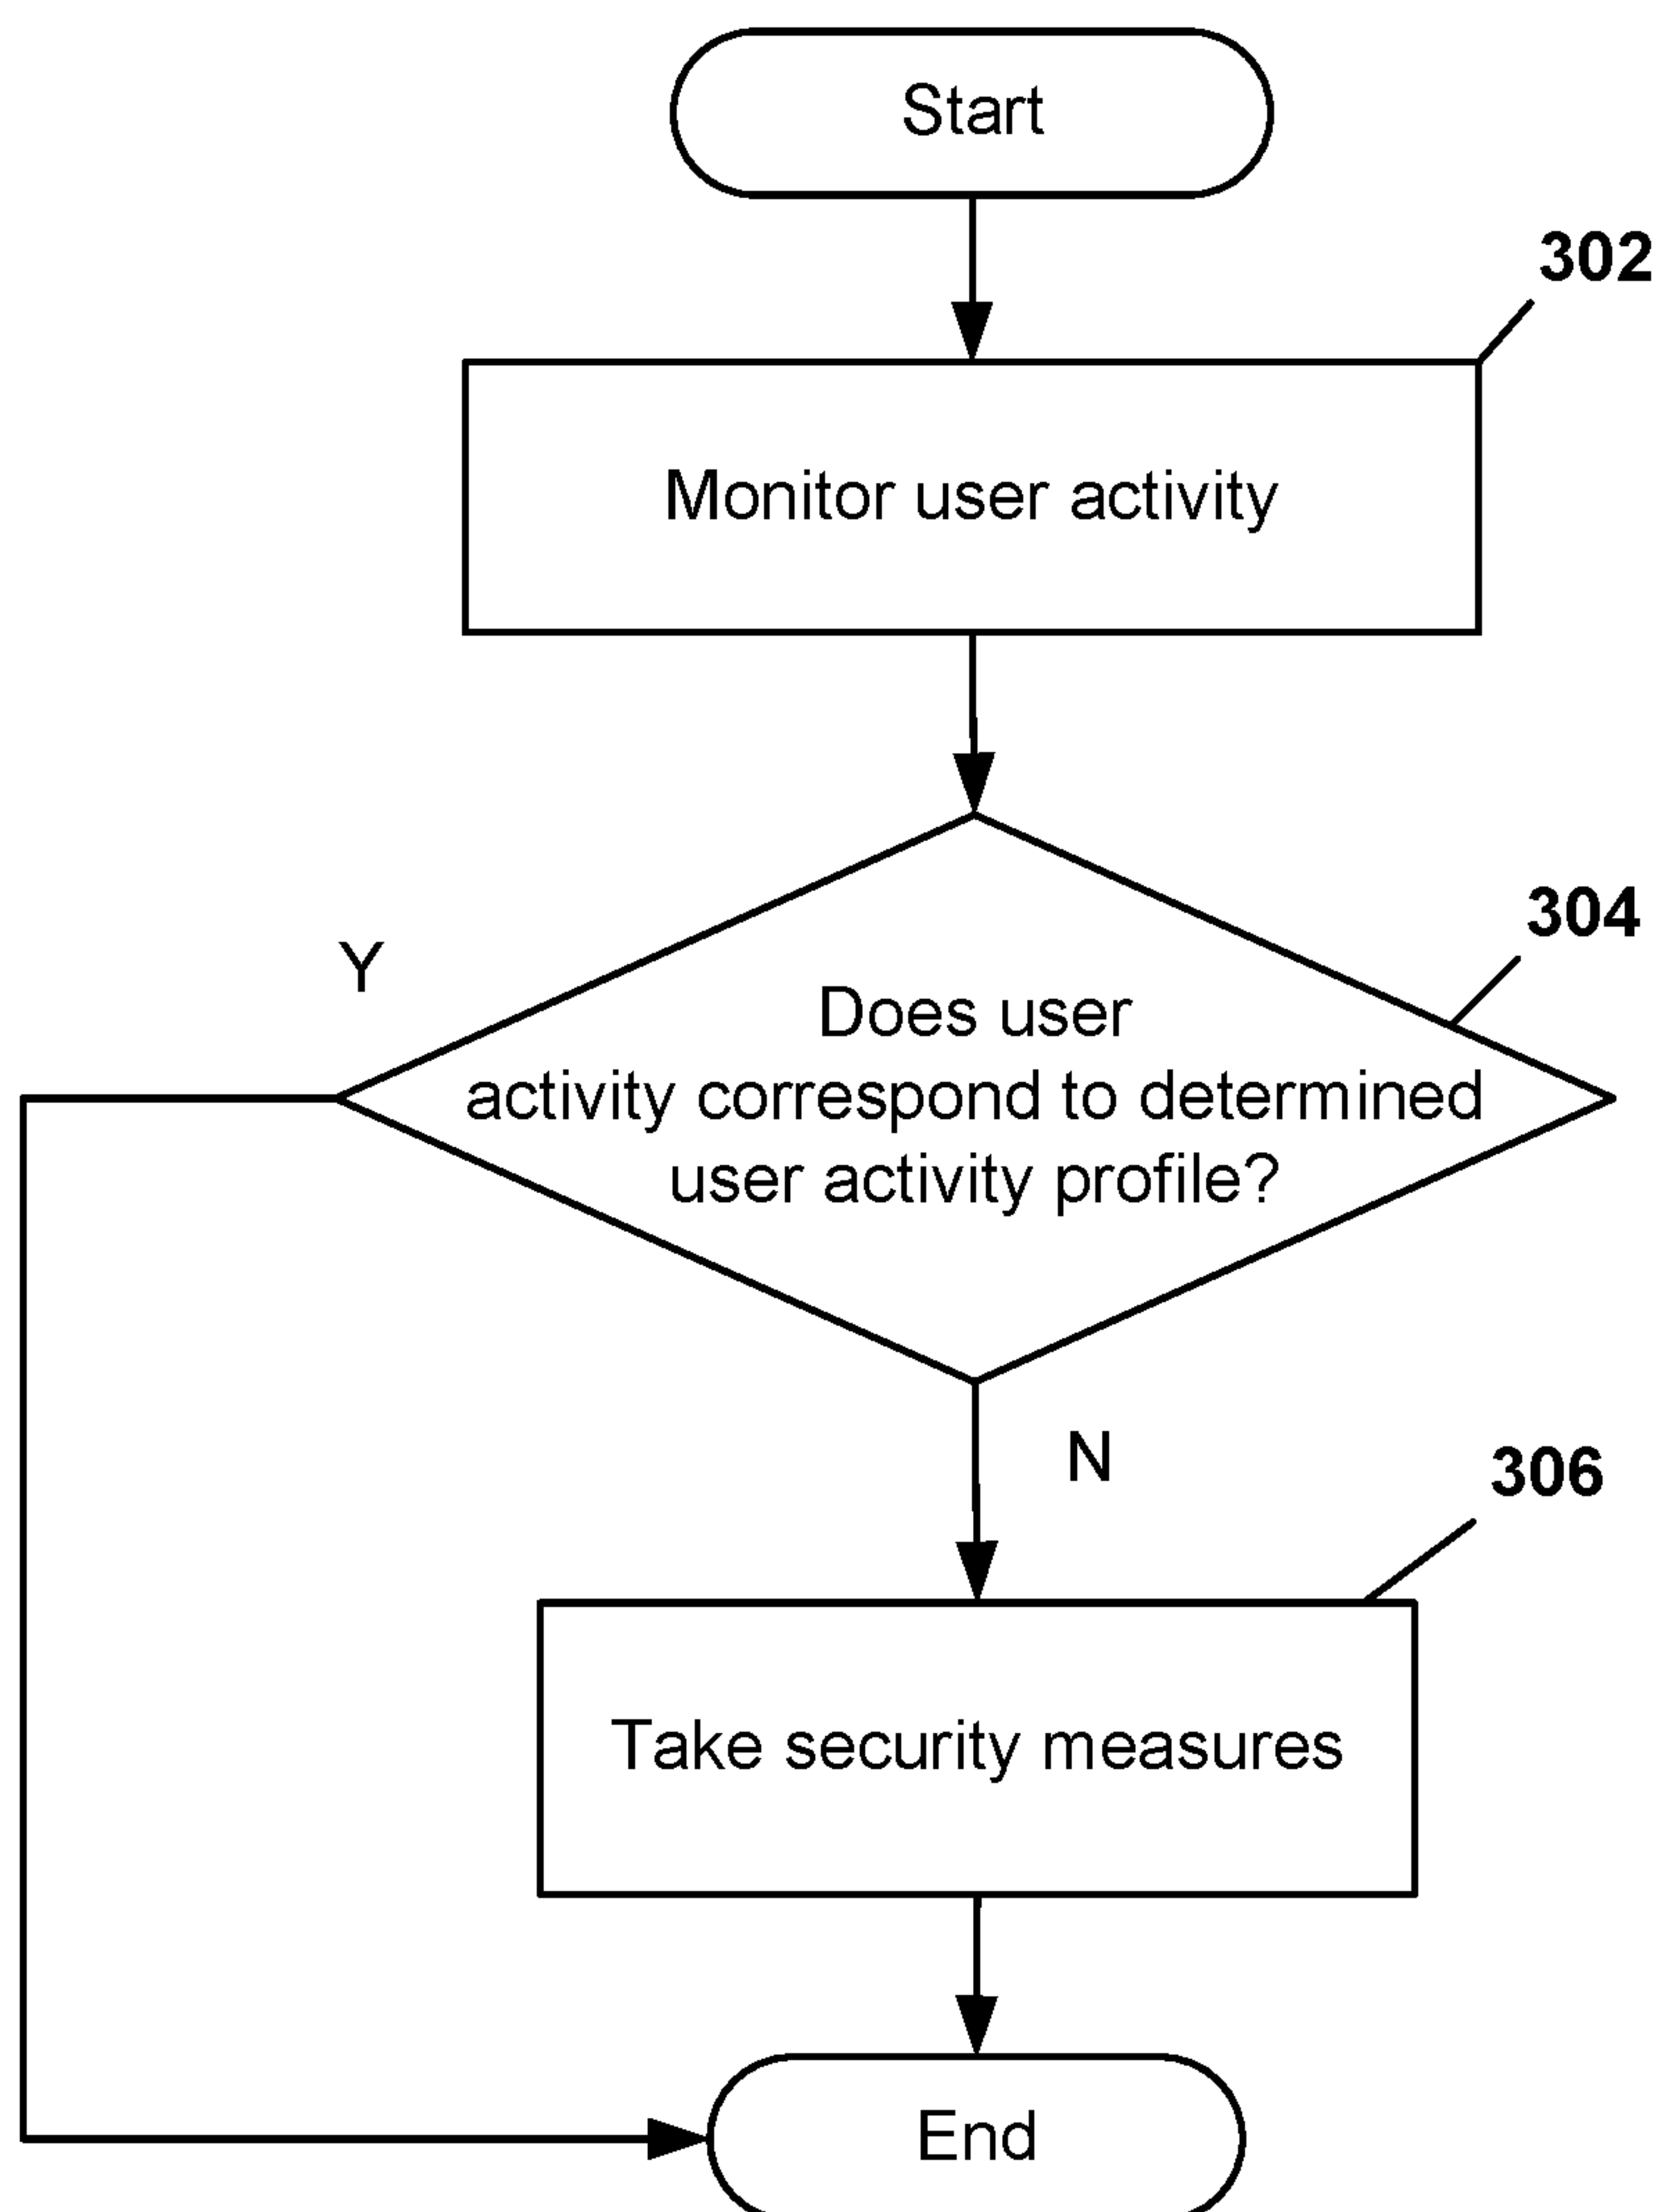 Start
302
Monitor user activity
304
Y
Does user
activity correspond to determined
user activity profile?
N
306
Take security measures
End